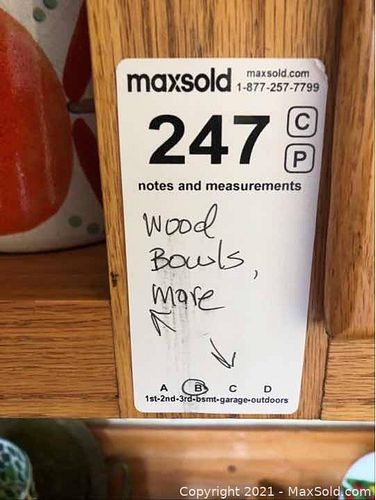 maxsold maxsold.com
1-877-257-7799
247 C
P
notes and measurements
Wood
Bowls,
more
A B C D
1st-2nd-3rd-bsmt-garage-outdoors
Copyright © 2021 - MaxSold.com